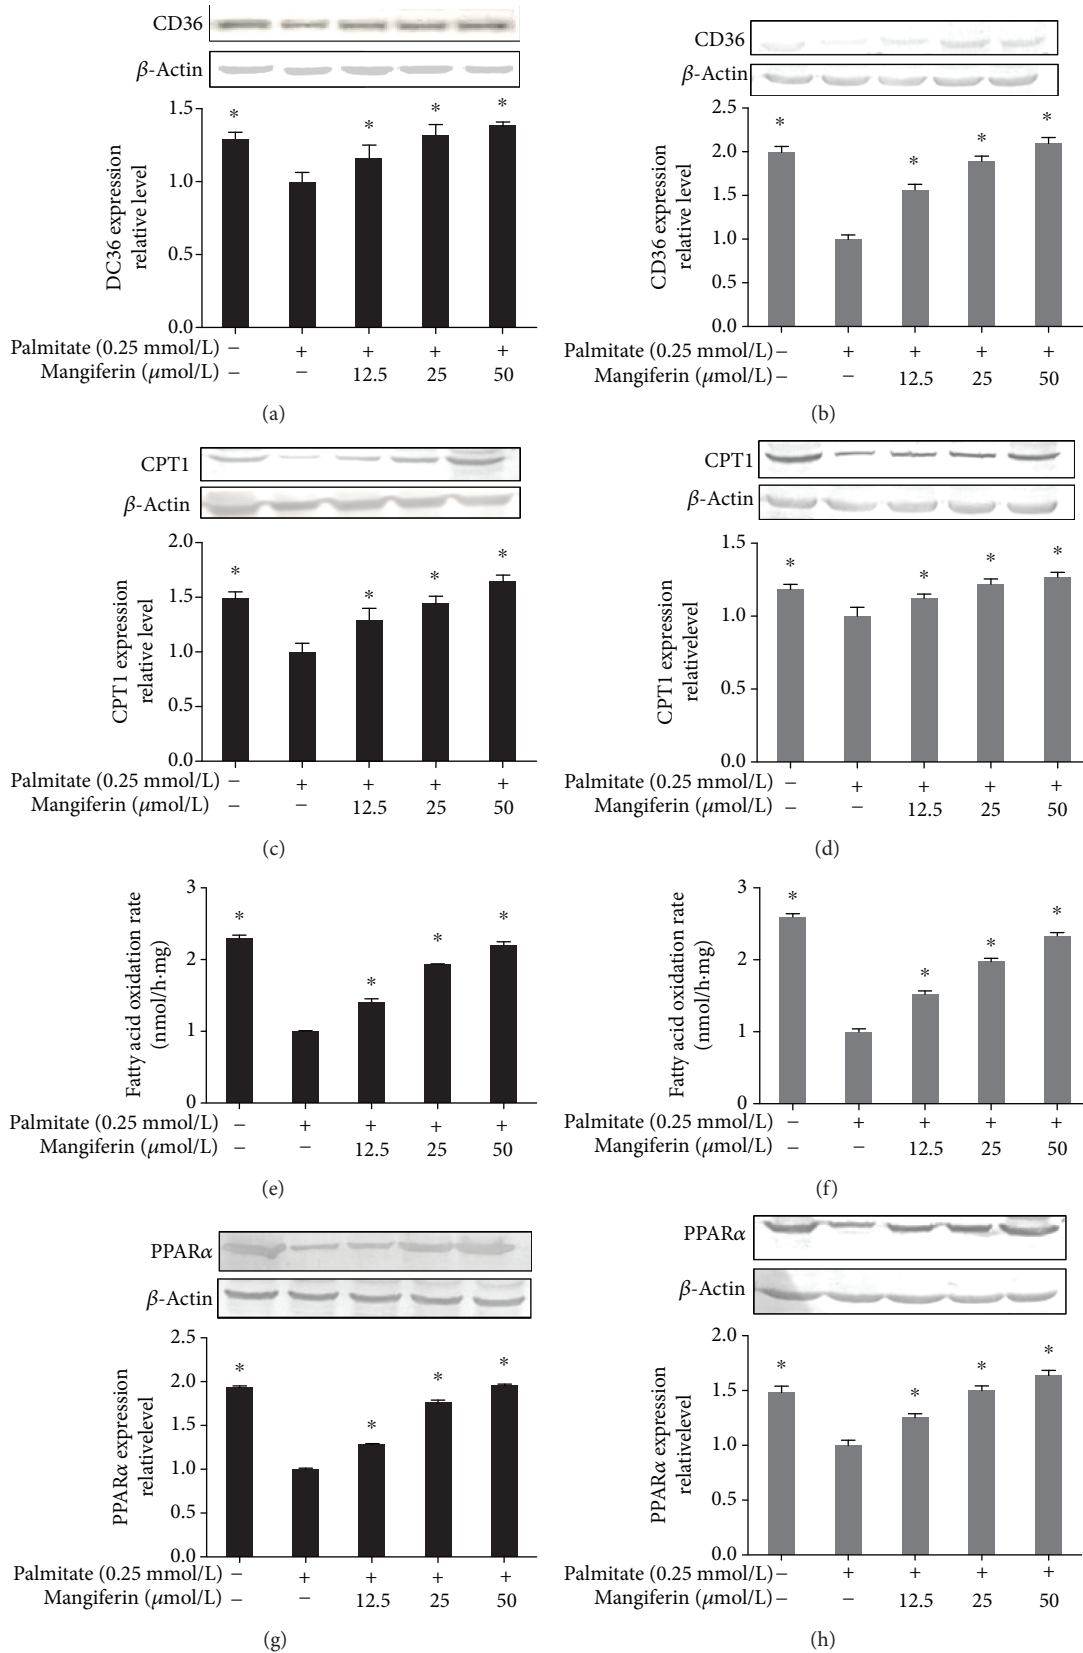 CD36
β-Actin
1.5
1.0
0.5
0.0
DC36 expression
relative level
* * * *
Palmitate (0.25 mmol/L) − + + + +
Mangiferin (μmol/L) − − 12.5 25 50
(a)
CD36
β-Actin
2.5
2.0
1.5
1.0
2.5
0.0
CD36 expression
relative level
* * * *
Palmitate (0.25 mmol/L) − + + + +
Mangiferin (μmol/L) − − 12.5 25 50
(b)
CPT1
β-Actin
2.0
1.5
1.0
0.5
0.0
CPT1 expression
relative level
* * * *
Palmitate (0.25 mmol/L) − + + + +
Mangiferin (μmol/L) − − 12.5 25 50
(c)
CPT1
β-Actin
1.5
1.0
0.5
0.0
CPT1 expression
relativelevel
* * * *
Palmitate (0.25 mmol/L) − + + + +
Mangiferin (μmol/L) − − 12.5 25 50
(d)
3
2
1
0
Fatty acid oxidation rate
(nmol/h·mg)
* * * *
Palmitate (0.25 mmol/L) − + + + +
Mangiferin (μmol/L) − − 12.5 25 50
(e)
3
2
1
0
Fatty acid oxidation rate
(nmol/h·mg)
* * * *
Palmitate (0.25 mmol/L) − + + + +
Mangiferin (μmol/L) − − 12.5 25 50
(f)
PPARα
β-Actin
2.5
2.0
1.5
1.0
0.5
0.0
PPARα expression
relativelevel
* * * *
Palmitate (0.25 mmol/L) − + + + +
Mangiferin (μmol/L) − − 12.5 25 50
(g)
PPARα
β-Actin
2.0
1.5
1.0
0.5
0.0
PPARα expression
relativelevel
* * * *
Palmitate (0.25 mmol/L) − + + + +
Mangiferin (μmol/L) − − 12.5 25 50
(h)